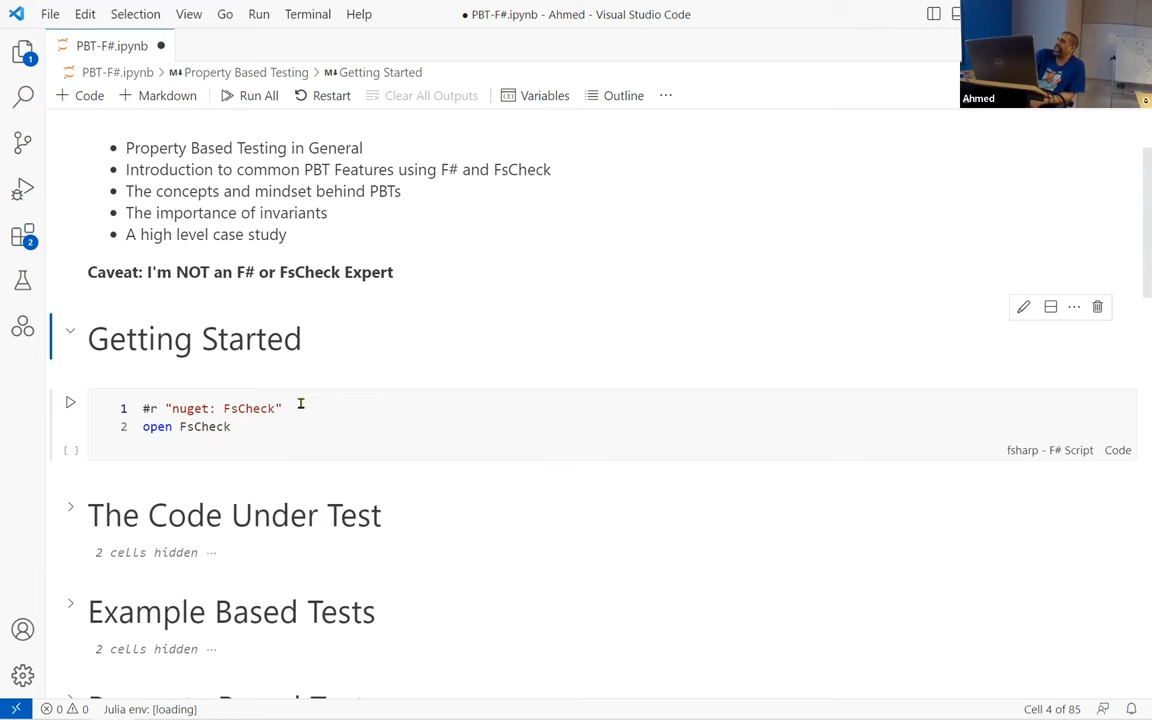 File Edit Selection View Go Run Terminal Help
● PBT-F#.ipynb - Ahmed - Visual Studio Code
PBT-F#.ipynb ●
PBT-F#.ipynb > M↓Property Based Testing > M↓Getting Started
+ Code + Markdown Run All Restart Clear All Outputs Variables Outline ···
Ahmed
1
2
• Property Based Testing in General
• Introduction to common PBT Features using F# and FsCheck
• The concepts and mindset behind PBTs
• The importance of invariants
• A high level case study
Caveat: I'm NOT an F# or FsCheck Expert
Getting Started
1 #r "nuget: FsCheck"
2 open FsCheck
[ ]
fsharp - F# Script Code
The Code Under Test
2 cells hidden ···
Example Based Tests
2 cells hidden ···
0 0 Julia env: [loading]
Cell 4 of 85